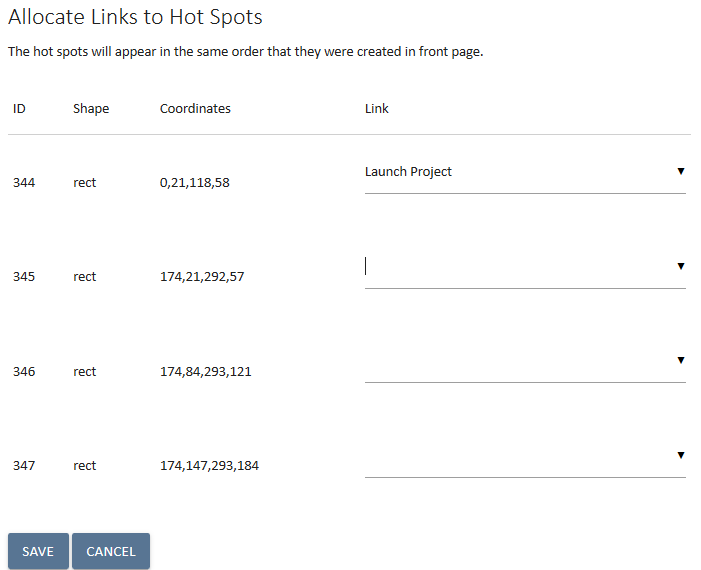 Allocate Links to Hot Spots
The hot spots will appear in the same order that they were created in front page.
ID Shape Coordinates Link
344 rect 0,21,118,58 Launch Project
345 rect 174,21,292,57
346 rect 174,84,293,121
347 rect 174,147,293,184
SAVE CANCEL